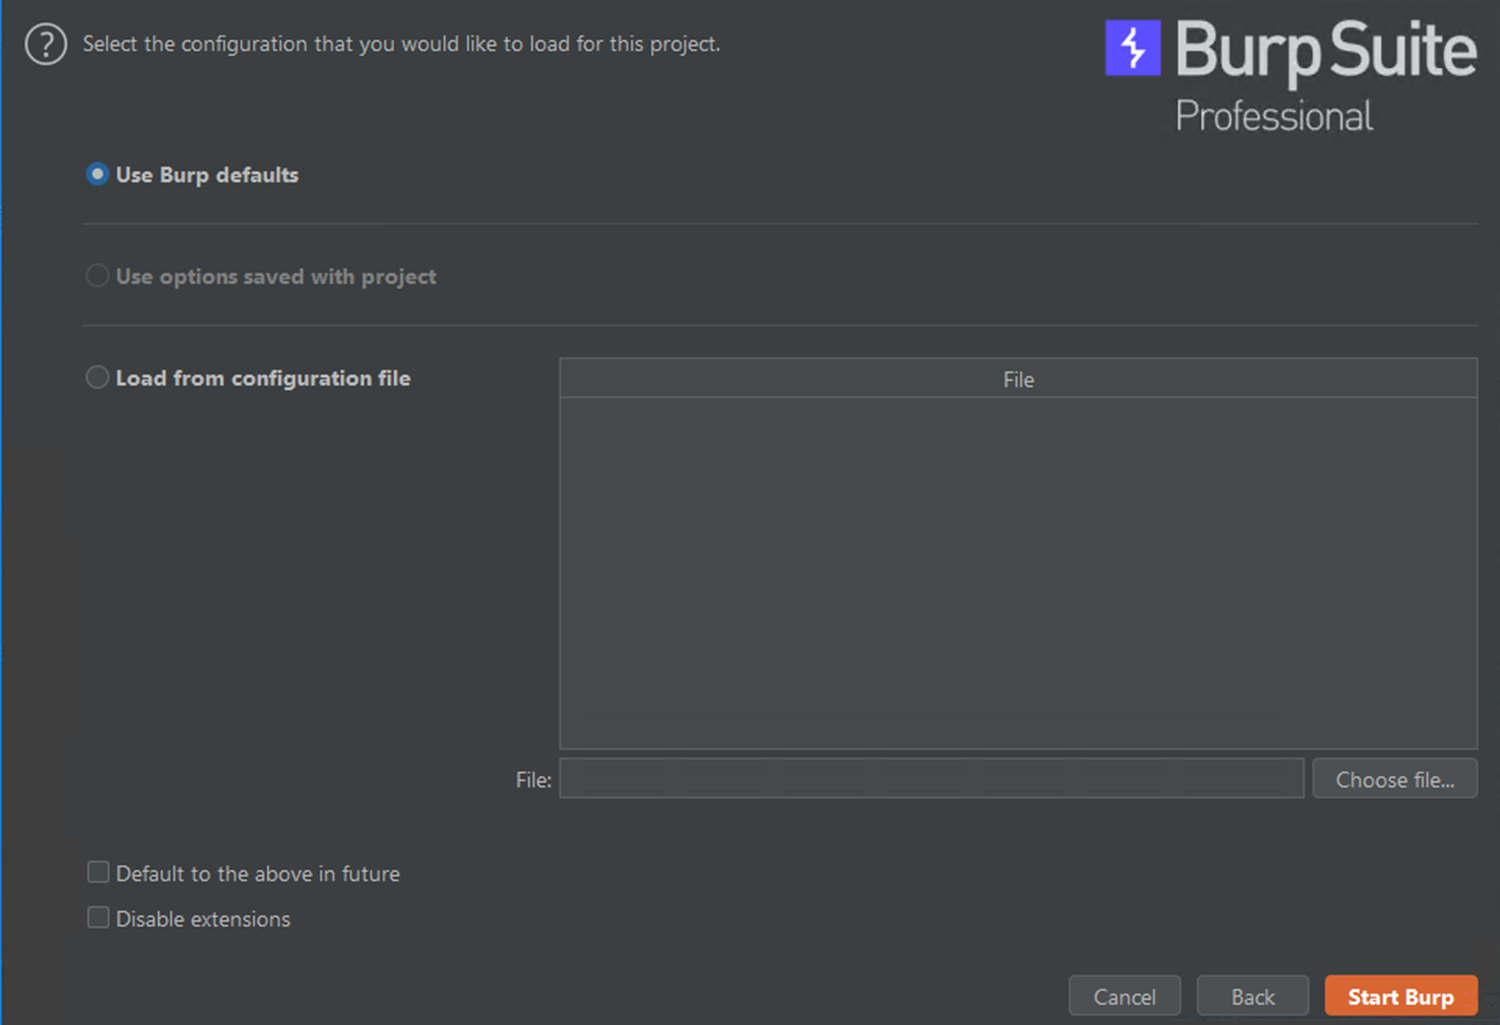 ?
Select the configuration that you would like to load for this project.
Burp Suite
Professional
Use Burp defaults
Use options saved with project
Load from configuration file
File
File:
Choose file...
Default to the above in future
Disable extensions
Cancel
Back
Start Burp